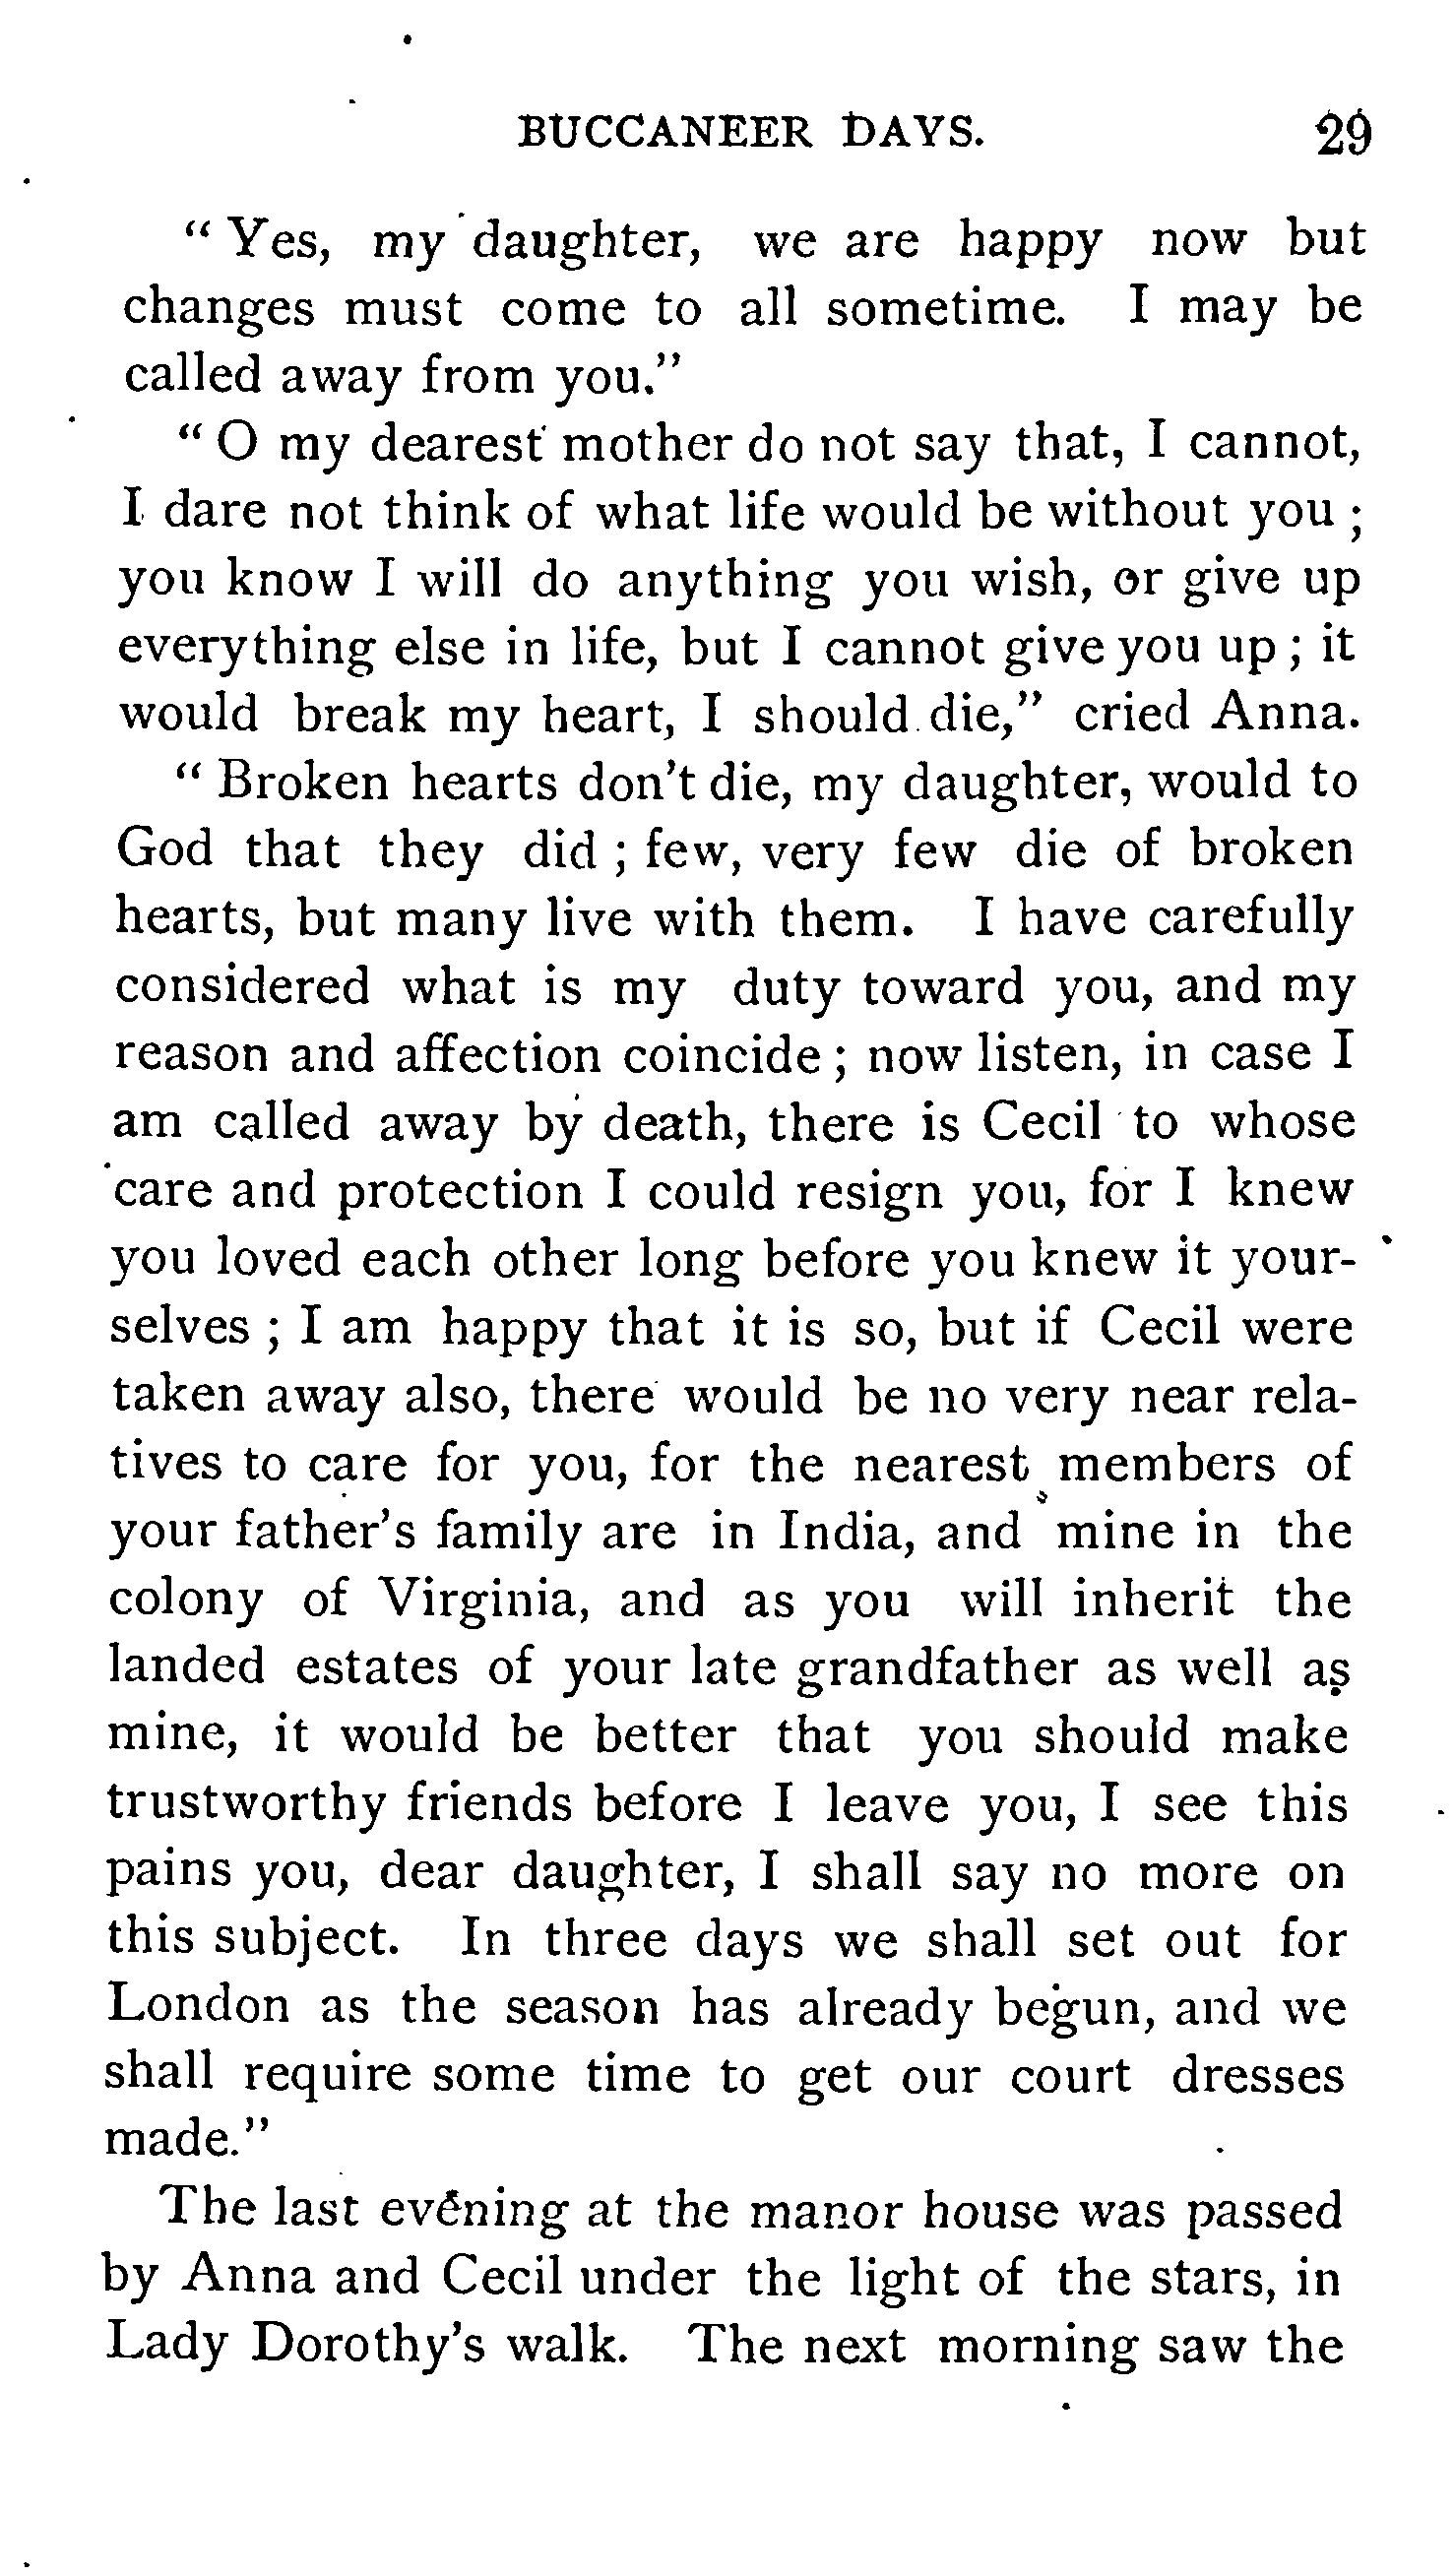 BUCCANEER DAYS. 29
" Yes, my daughter, we are happy now but
changes must come to all sometime. I may be
called away from you."
" O my dearest mother do not say that, I cannot,
I dare not think of what life would be without you ;
you know I will do anything you wish, or give up
everything else in life, but I cannot give you up ; it
would break my heart, I should die," cried Anna.
" Broken hearts don't die, my daughter, would to
God that they did ; few, very few die of broken
hearts, but many live with them. I have carefully
considered what is my duty toward you, and my
reason and affection coincide ; now listen, in case I
am called away by death, there is Cecil to whose
care and protection I could resign you, for I knew
you loved each other long before you knew it your-
selves ; I am happy that it is so, but if Cecil were
taken away also, there would be no very near rela-
tives to care for you, for the nearest members of
your father's family are in India, and mine in the
colony of Virginia, and as you will inherit the
landed estates of your late grandfather as well as
mine, it would be better that you should make
trustworthy friends before I leave you, I see this
pains you, dear daughter, I shall say no more on
this subject. In three days we shall set out for
London as the season has already begun, and we
shall require some time to get our court dresses
made."
The last evening at the manor house was passed
by Anna and Cecil under the light of the stars, in
Lady Dorothy's walk. The next morning saw the